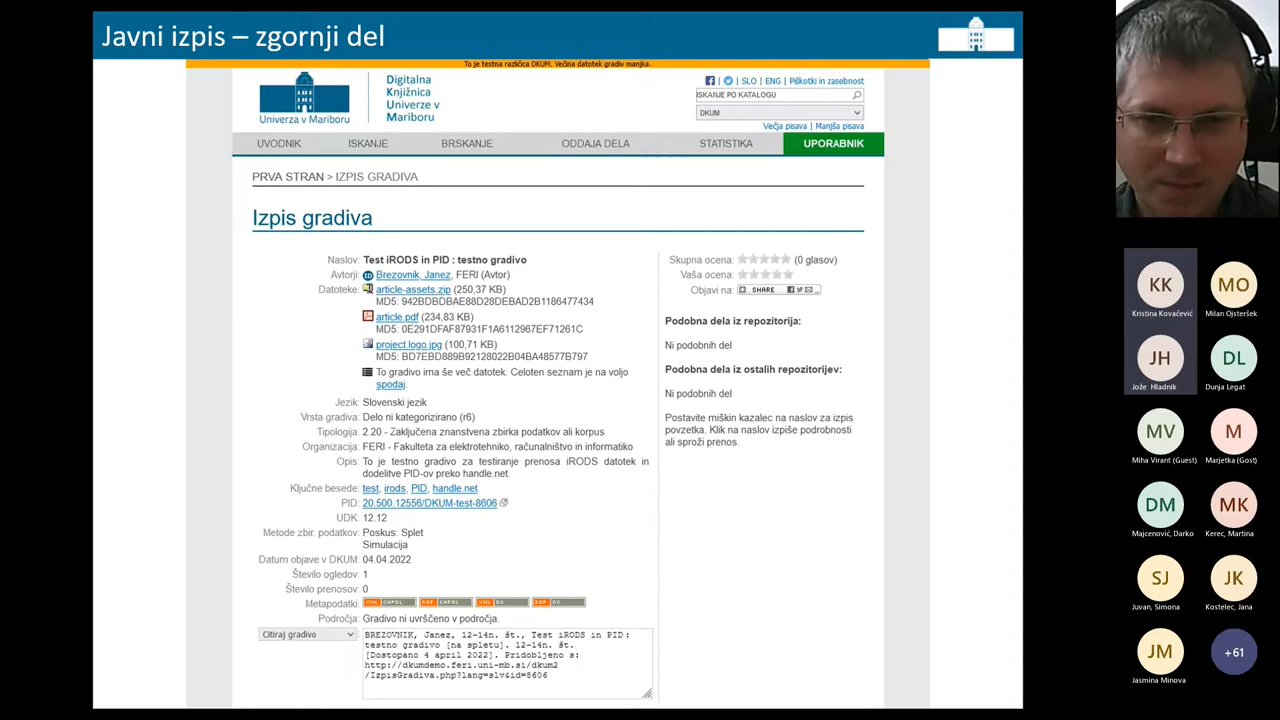 Javni izpis – zgornji del
To je testna različica DKUM. Večina datotek gradiv manjka.
Univerza v Mariboru
Digitalna
Knjižnica
Univerze v
Mariboru
| | SLO | ENG | Piškotki in zasebnost
ISKANJE PO KATALOGU
DKUM
Večja pisava | Manjša pisava
UVODNIK ISKANJE BRSKANJE ODDAJA DELA STATISTIKA UPORABNIK
PRVA STRAN > IZPIS GRADIVA
Izpis gradiva
Naslov: Test iRODS in PID : testno gradivo
Avtorji: iD Brezovnik, Janez, FERI (Avtor)
Datoteke: article-assets.zip (250,37 KB)
MD5: 942BDBDBAE88D28DEBAD2B1186477434
article.pdf (234,83 KB)
MD5: 0E291DFAF87931F1A6112967EF71261C
project.logo.jpg (100,71 KB)
MD5: BD7EBD889B92128022B04BA48577B797
To gradivo ima še več datotek. Celoten seznam je na voljo
spodaj.
Jezik: Slovenski jezik
Vrsta gradiva: Delo ni kategorizirano (r6)
Tipologija: 2.20 - Zaključena znanstvena zbirka podatkov ali korpus
Organizacija: FERI - Fakulteta za elektrotehniko, računalništvo in informatiko
Opis: To je testno gradivo za testiranje prenosa iRODS datotek in
dodelitve PID-ov preko handle.net.
Ključne besede: test, irods, PID, handle.net
PID: 20.500.12556/DKUM-test-8606
UDK: 12.12
Metode zbir. podatkov: Poskus: Splet
Simulacija
Datum objave v DKUM: 04.04.2022
Število ogledov: 1
Število prenosov: 0
Metapodatki: XML CMPDL RDF CMPDL XML DC RDF DC
Področja: Gradivo ni uvrščeno v področja.
Citiraj gradivo
BREZOVNIK, Janez, 12-14n. št., Test iRODS in PID :
testno gradivo [na spletu]. 12-14n. št.
[Dostopano 4 april 2022]. Pridobljeno s:
http://dkumdemo.feri.uni-mb.si/dkum2
/IzpisGradiva.php?lang=slv&id=8606
Skupna ocena: (0 glasov)
Vaša ocena:
Objavi na: SHARE
Podobna dela iz repozitorija:
Ni podobnih del
Podobna dela iz ostalih repozitorijev:
Ni podobnih del
Postavite miškin kazalec na naslov za izpis
povzetka. Klik na naslov izpiše podrobnosti
ali sproži prenos.
KK MO
Kristina Kovačević Milan Ojsteršek
JH DL
Jože Hladnik Dunja Legat
MV M
Miha Virant (Guest) Marjetka (Gost)
DM MK
Majcenović, Darko Kerec, Martina
SJ JK
Juvan, Simona Kostelec, Jana
JM +61
Jasmina Minova